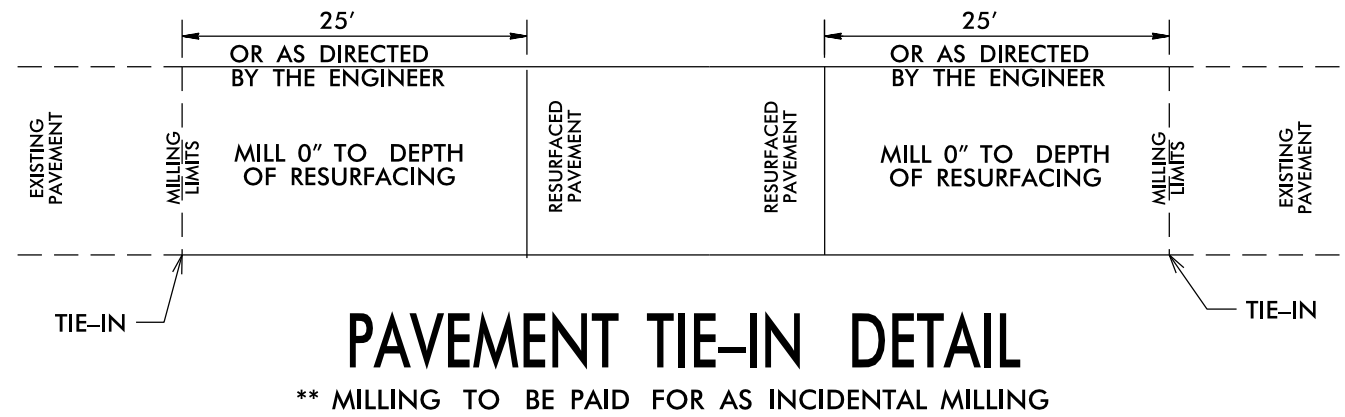 25′
OR AS DIRECTED
BY THE ENGINEER
25′
OR AS DIRECTED
BY THE ENGINEER
EXISTING
PAVEMENT
MILLING
LIMITS
MILL 0″ TO DEPTH
OF RESURFACING
RESURFACED
PAVEMENT
RESURFACED
PAVEMENT
MILL 0″ TO DEPTH
OF RESURFACING
MILLING
LIMITS
EXISTING
PAVEMENT
TIE–IN
TIE–IN
PAVEMENT TIE–IN DETAIL
** MILLING TO BE PAID FOR AS INCIDENTAL MILLING